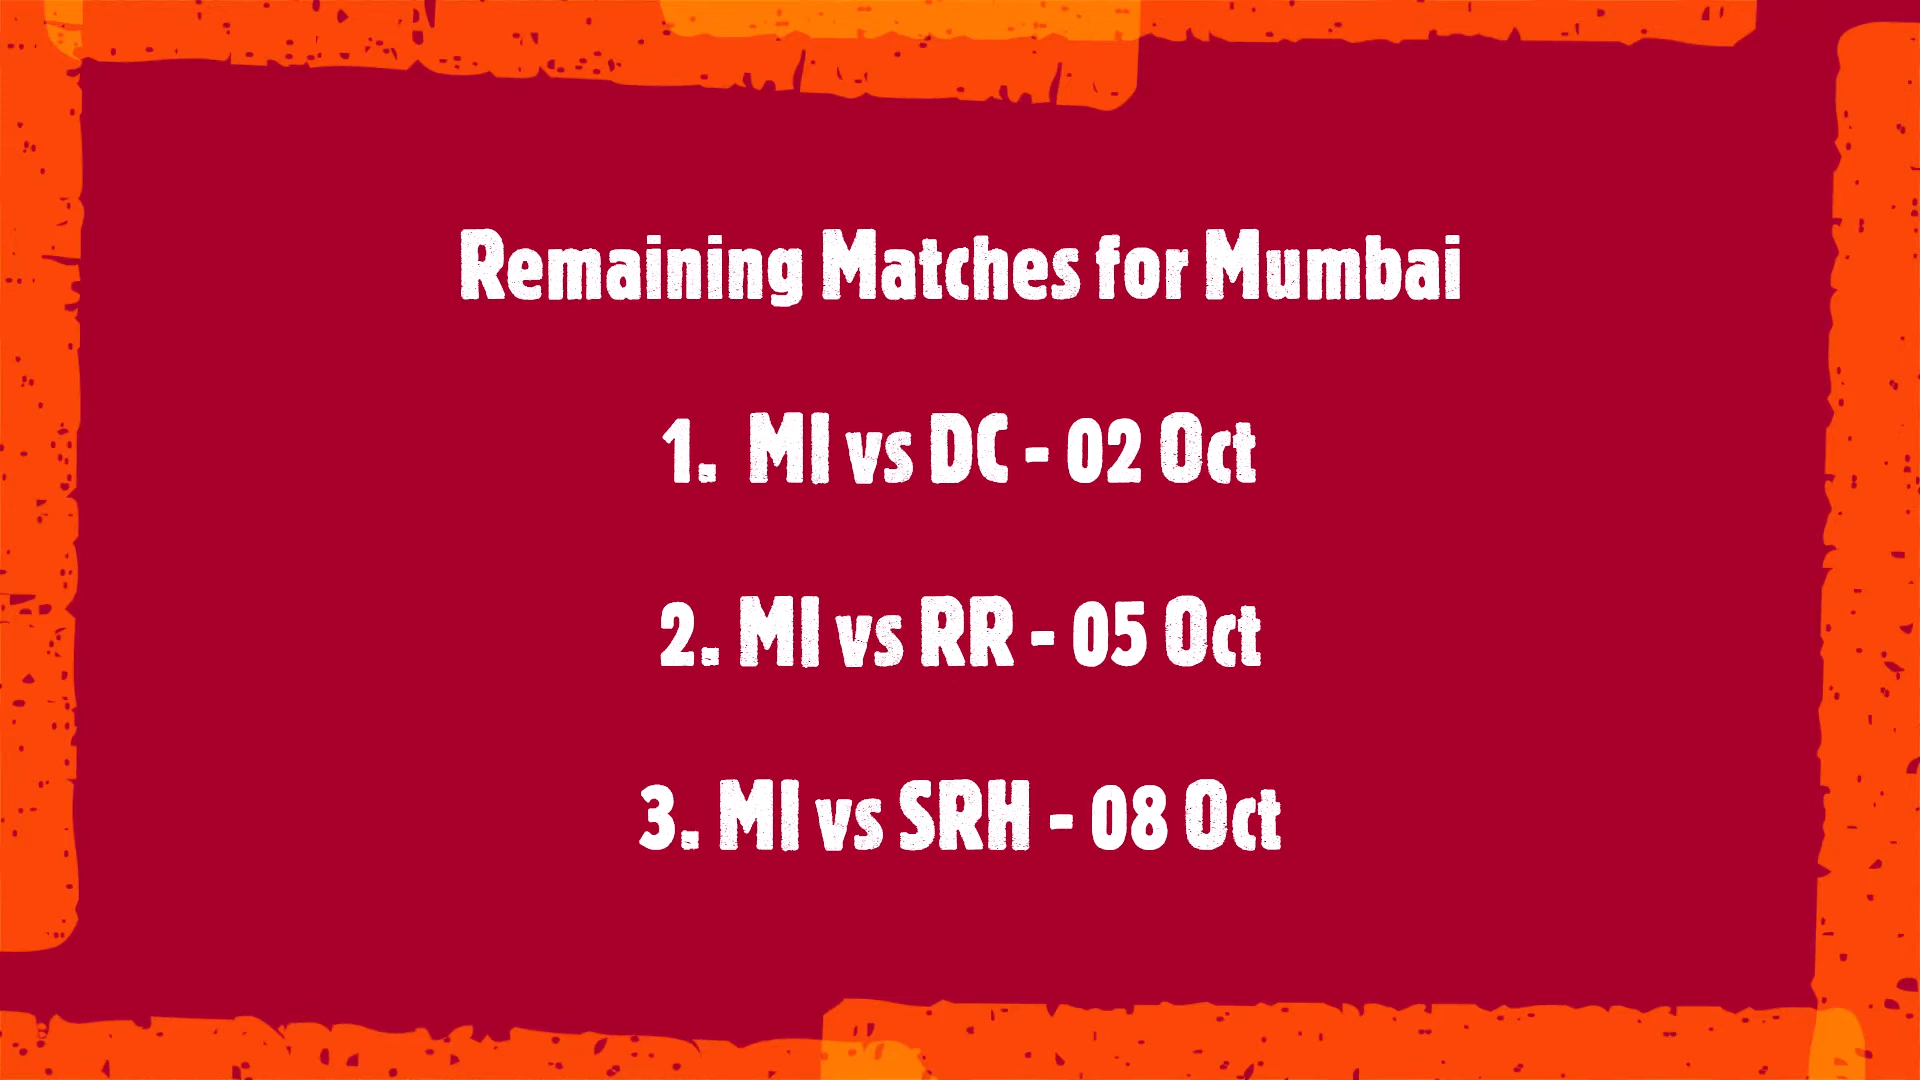 Remaining Matches for Mumbai
1. MI vs DC - 02 Oct
2. MI vs RR - 05 Oct
3. MI vs SRH - 08 Oct